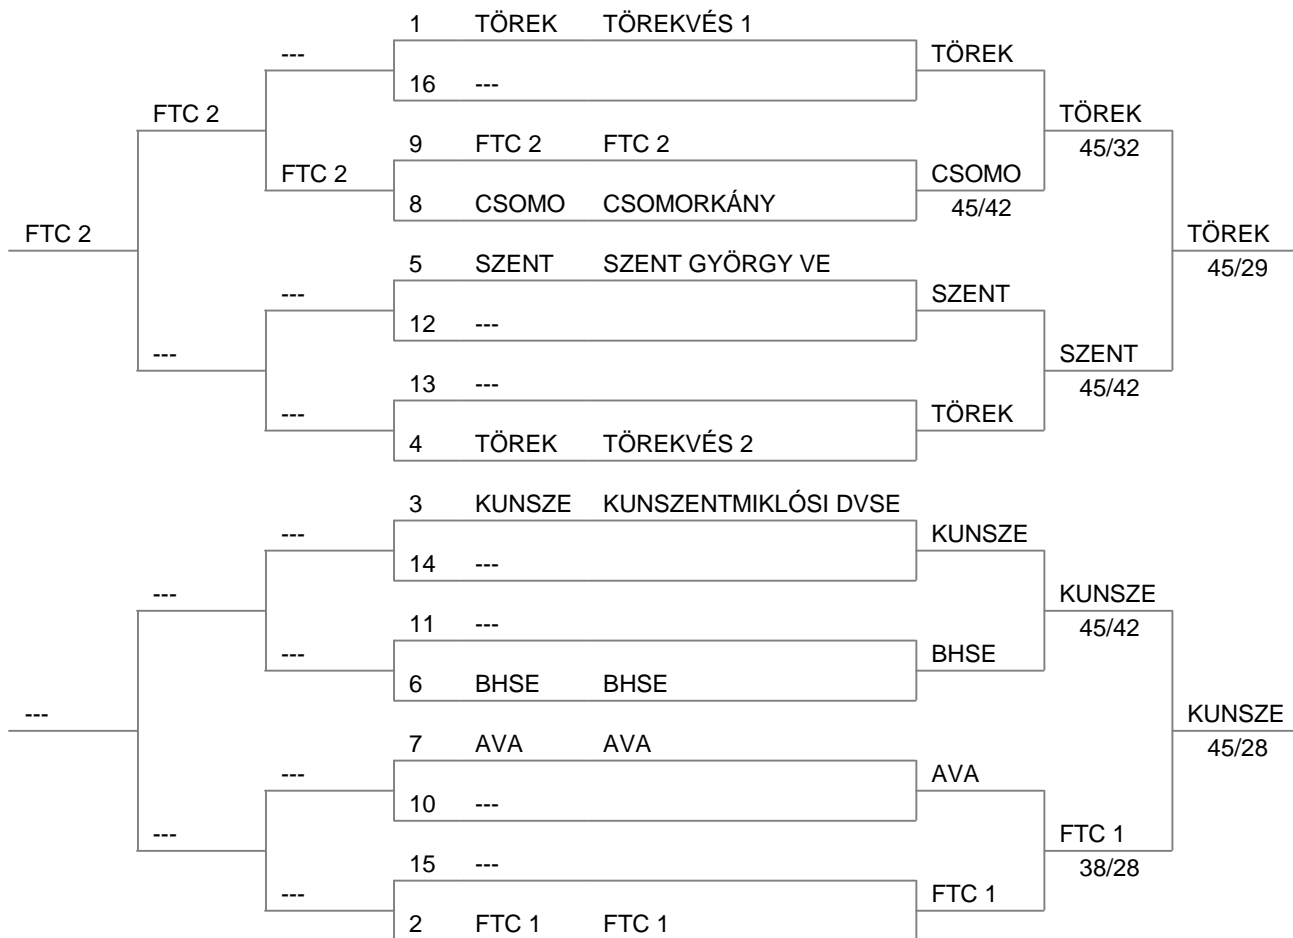 1 TÖREK TÖREKVÉS 1
--- TÖREK
16 ---
FTC 2 TÖREK
9 FTC 2 FTC 2 45/32
FTC 2 CSOMO
8 CSOMO CSOMORKÁNY 45/42
FTC 2 TÖREK
5 SZENT SZENT GYÖRGY VE 45/29
--- SZENT
12 ---
--- SZENT
13 --- 45/42
--- TÖREK
4 TÖREK TÖREKVÉS 2
3 KUNSZE KUNSZENTMIKLÓSI DVSE
--- KUNSZE
14 ---
--- KUNSZE
11 --- 45/42
--- BHSE
6 BHSE BHSE
--- KUNSZE
7 AVA AVA 45/28
--- AVA
10 ---
--- FTC 1
15 --- 38/28
--- FTC 1
2 FTC 1 FTC 1